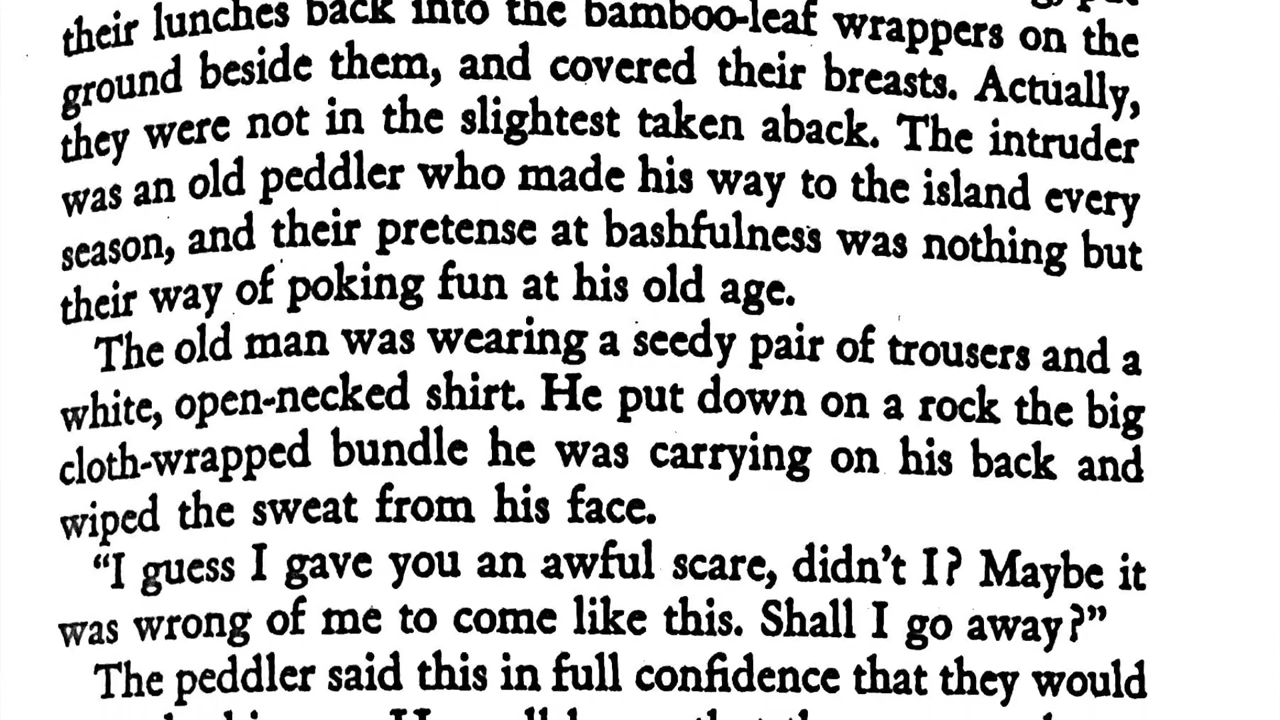 their lunches back into the bamboo-leaf wrappers on the
ground beside them, and covered their breasts. Actually,
they were not in the slightest taken aback. The intruder
was an old peddler who made his way to the island every
season, and their pretense at bashfulness was nothing but
their way of poking fun at his old age.
The old man was wearing a seedy pair of trousers and a
white, open-necked shirt. He put down on a rock the big
cloth-wrapped bundle he was carrying on his back and
wiped the sweat from his face.
“I guess I gave you an awful scare, didn’t I? Maybe it
was wrong of me to come like this. Shall I go away?”
The peddler said this in full confidence that they would